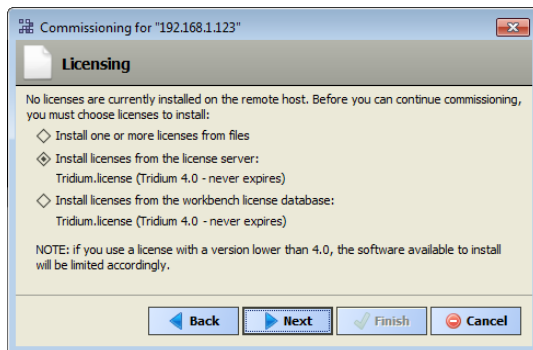 Commissioning for "192.168.1.123"
Licensing
No licenses are currently installed on the remote host. Before you can continue commissioning,
you must choose licenses to install:
Install one or more licenses from files
Install licenses from the license server:
Tridium.license (Tridium 4.0 - never expires)
Install licenses from the workbench license database:
Tridium.license (Tridium 4.0 - never expires)
NOTE: if you use a license with a version lower than 4.0, the software available to install
will be limited accordingly.
Back Next Finish Cancel